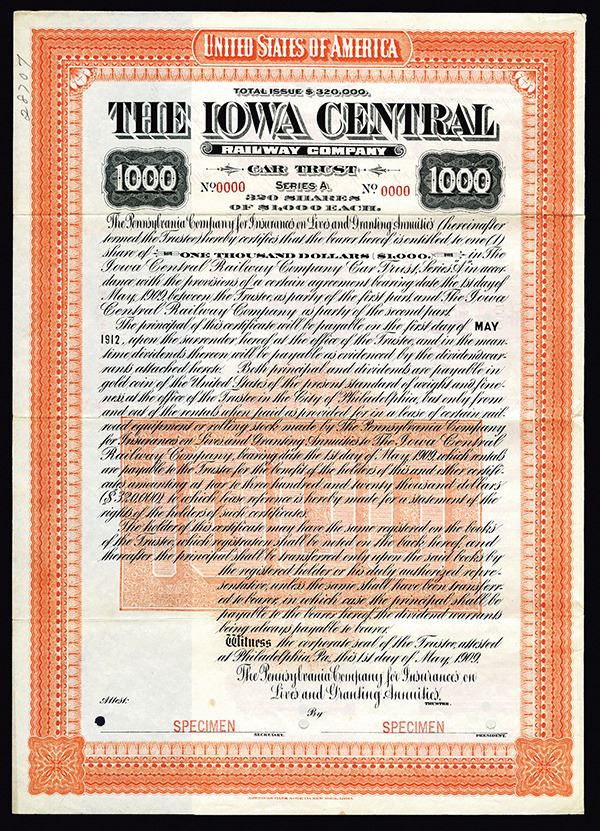 28707
UNITED STATES OF AMERICA
TOTAL ISSUE $320,000.
THE IOWA CENTRAL
RAILWAY COMPANY
1000 CAR TRUST 1000
No 0000 SERIES A. No 0000
320 SHARES
OF $1,000 EACH.
The Pennsylvania Company for Insurances on Lives and Granting Annuities (hereinafter
termed the Trustee) hereby certifies that the bearer hereof is entitled to one (1)
share of ONE THOUSAND DOLLARS ($1,000.) in The
Iowa Central Railway Company "Car Trust, Series "A" in accor-
dance with the provisions of a certain agreement bearing date the 1st day of
May, 1909, between the Trustee, as party of the first part, and The Iowa
Central Railway Company, as party of the second part.
The principal of this certificate will be payable on the first day of MAY
1912, upon the surrender hereof at the office of the Trustee, and in the mean-
time dividends thereon will be payable as evidenced by the dividend war-
rants attached hereto. Both principal and dividends are payable in
gold coin of the United States of the present standard of weight and fine-
ness, at the office of the Trustee in the City of Philadelphia, but only from
and out of the rentals when paid as provided for in a lease of certain rail-
road equipment or rolling stock made by The Pennsylvania Company
for Insurances on Lives and Granting Annuities to The Iowa Central
Railway Company, bearing date the 1st day of May, 1909, which rentals
are payable to the Trustee for the benefit of the holders of this and other certifi-
cates amounting at par to three hundred and twenty thousand dollars
($320,000) to which lease reference is hereby made for a statement of the
rights of the holders of such certificates.
The holder of this certificate may have the same registered on the books
of the Trustee, which registration shall be noted on the back hereof, and
thereafter the principal shall be transferred only upon the said books by
the registered holder or his duly authorized repre-
sentative, unless the same shall have been transferr-
ed to bearer, in which case the principal shall be
payable to the bearer hereof, the dividend warrants
being always payable to bearer.
Witness the corporate seal of the Trustee, attested
at Philadelphia, Pa., this 1st day of May, 1909.
The Pennsylvania Company for Insurances on
Lives and Granting Annuities,
TRUSTEE.
Attest: By
SPECIMEN SPECIMEN
SECRETARY. PRESIDENT.